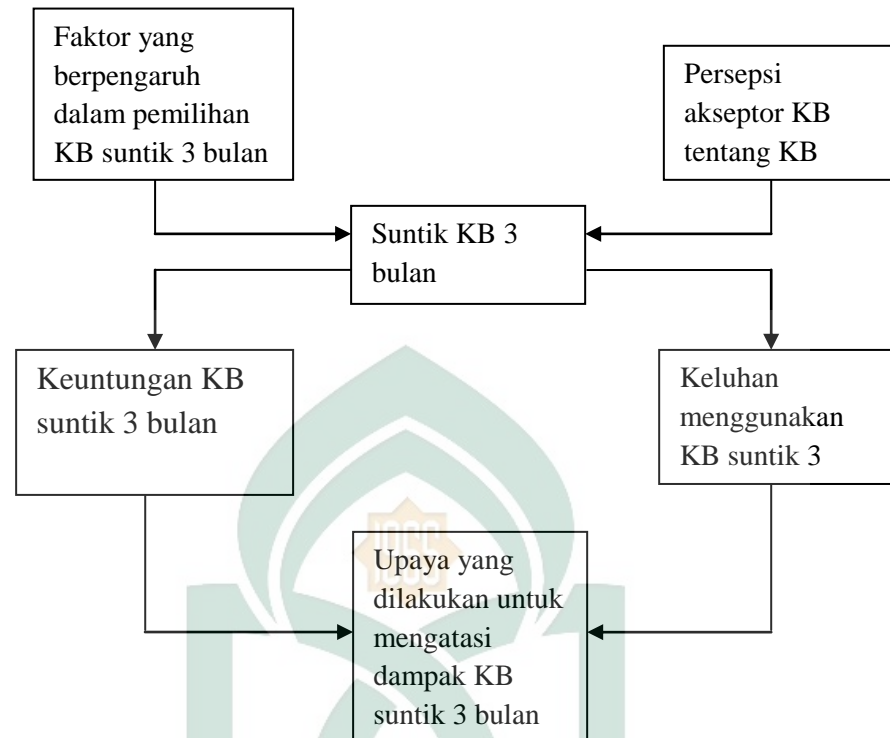 Faktor yang
berpengaruh
dalam pemilihan
KB suntik 3 bulan
Persepsi
akseptor KB
tentang KB
Suntik KB 3
bulan
Keuntungan KB
suntik 3 bulan
Keluhan
menggunakan
KB suntik 3
Upaya yang
dilakukan untuk
mengatasi
dampak KB
suntik 3 bulan